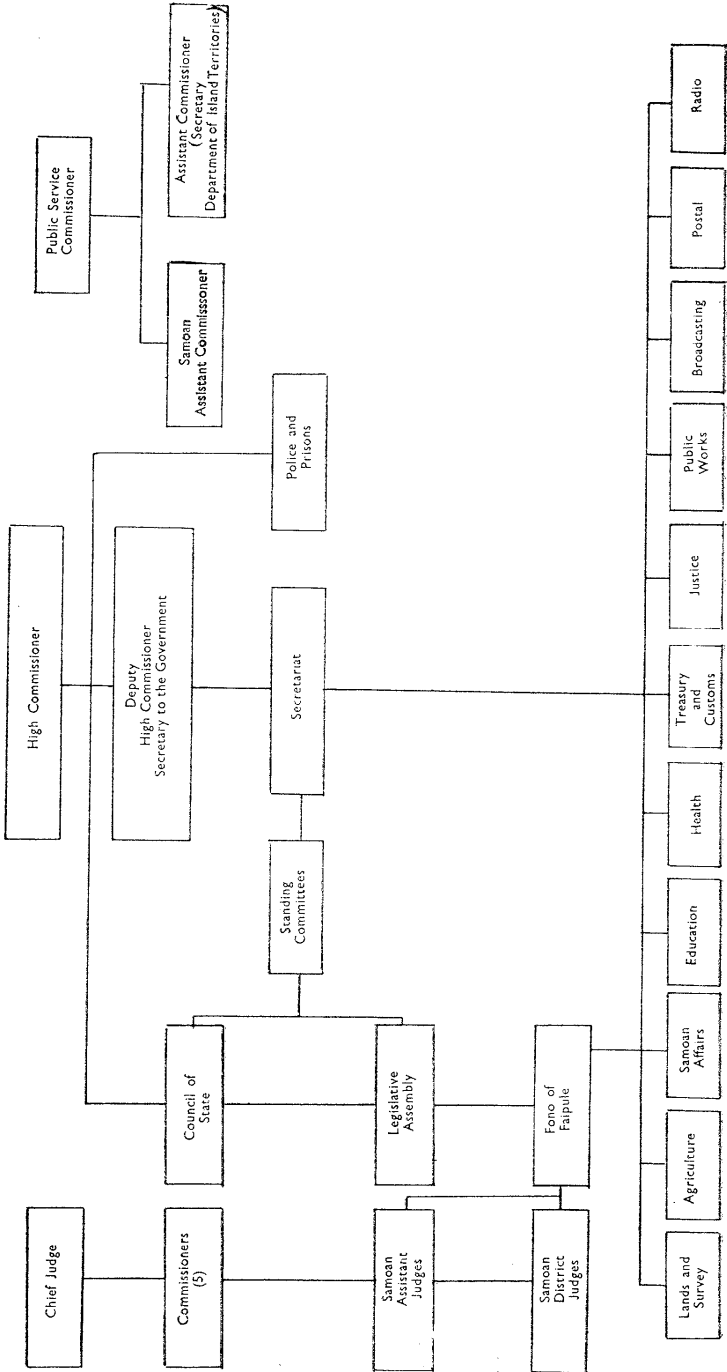 High Commissioner
Public Service
Commissioner
Chief Judge
Deputy
High Commissioner
Secretary to the Government
Samoan
Assistant Commisssoner
Assistant Commissioner
(Secretary
Department of Island Territories)
Commissioners
(5)
Council of
State
Standing
Committees
Secretariat
Police and
Prisons
Samoan
Assistant
Judges
Legislative
Assembly
Samoan
District
Judges
Fono of
Faipule
Lands and
Survey
Agriculture
Samoan
Affairs
Education
Health
Treasury
and
Customs
Justice
Public
Works
Broadcasting
Postal
Radio